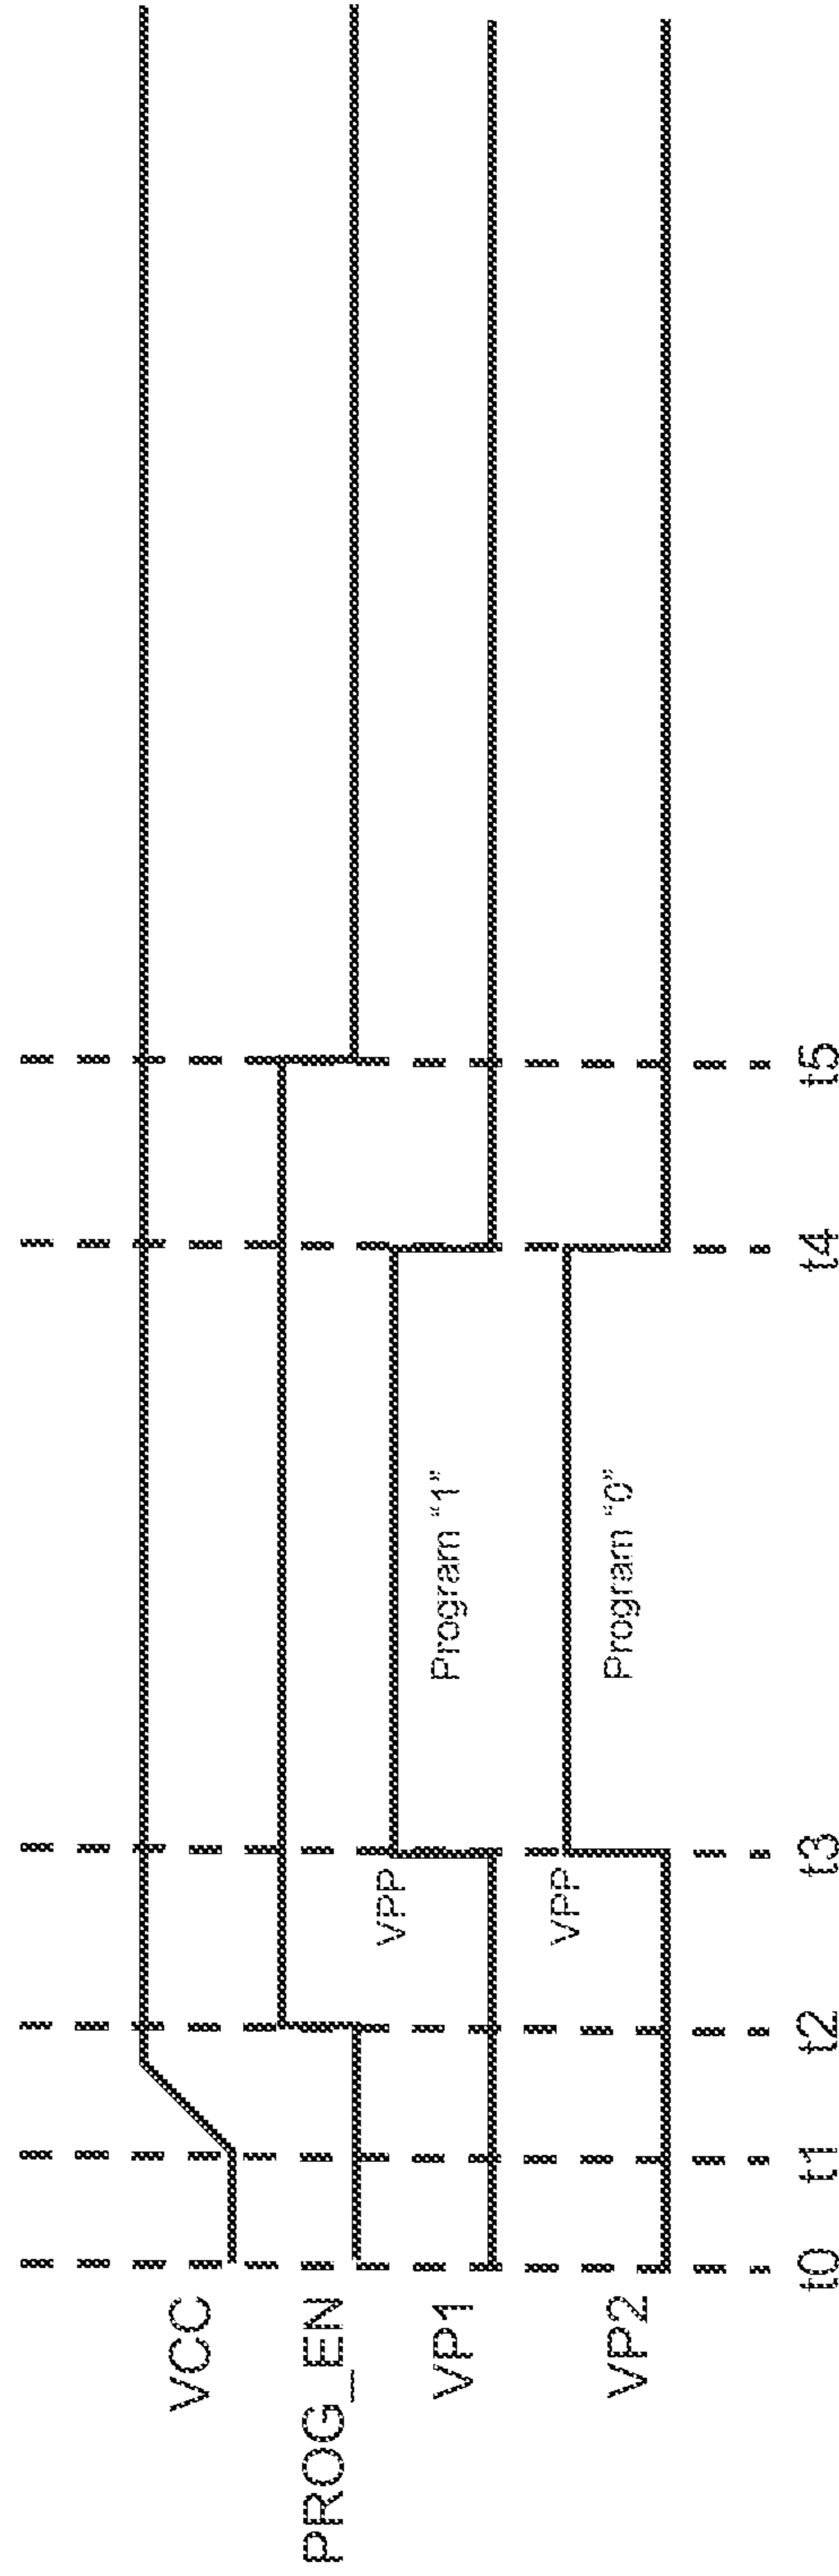 VCC
PROG_EN
VPP
VP1
Program “1”
VPP
VP2
Program “0”
t0 t1 t2 t3 t4 t5